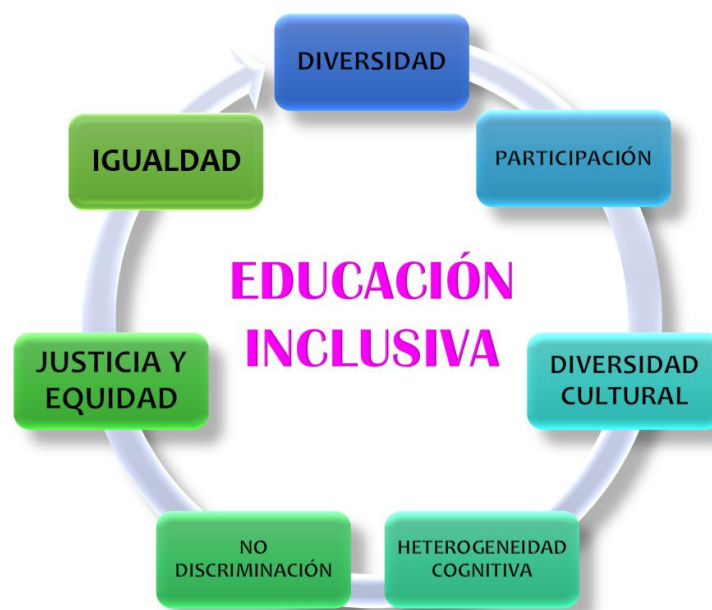 DIVERSIDAD
PARTICIPACIÓN
DIVERSIDAD
CULTURAL
HETEROGENEIDAD
COGNITIVA
NO
DISCRIMINACIÓN
JUSTICIA Y
EQUIDAD
IGUALDAD
EDUCACIÓN
INCLUSIVA